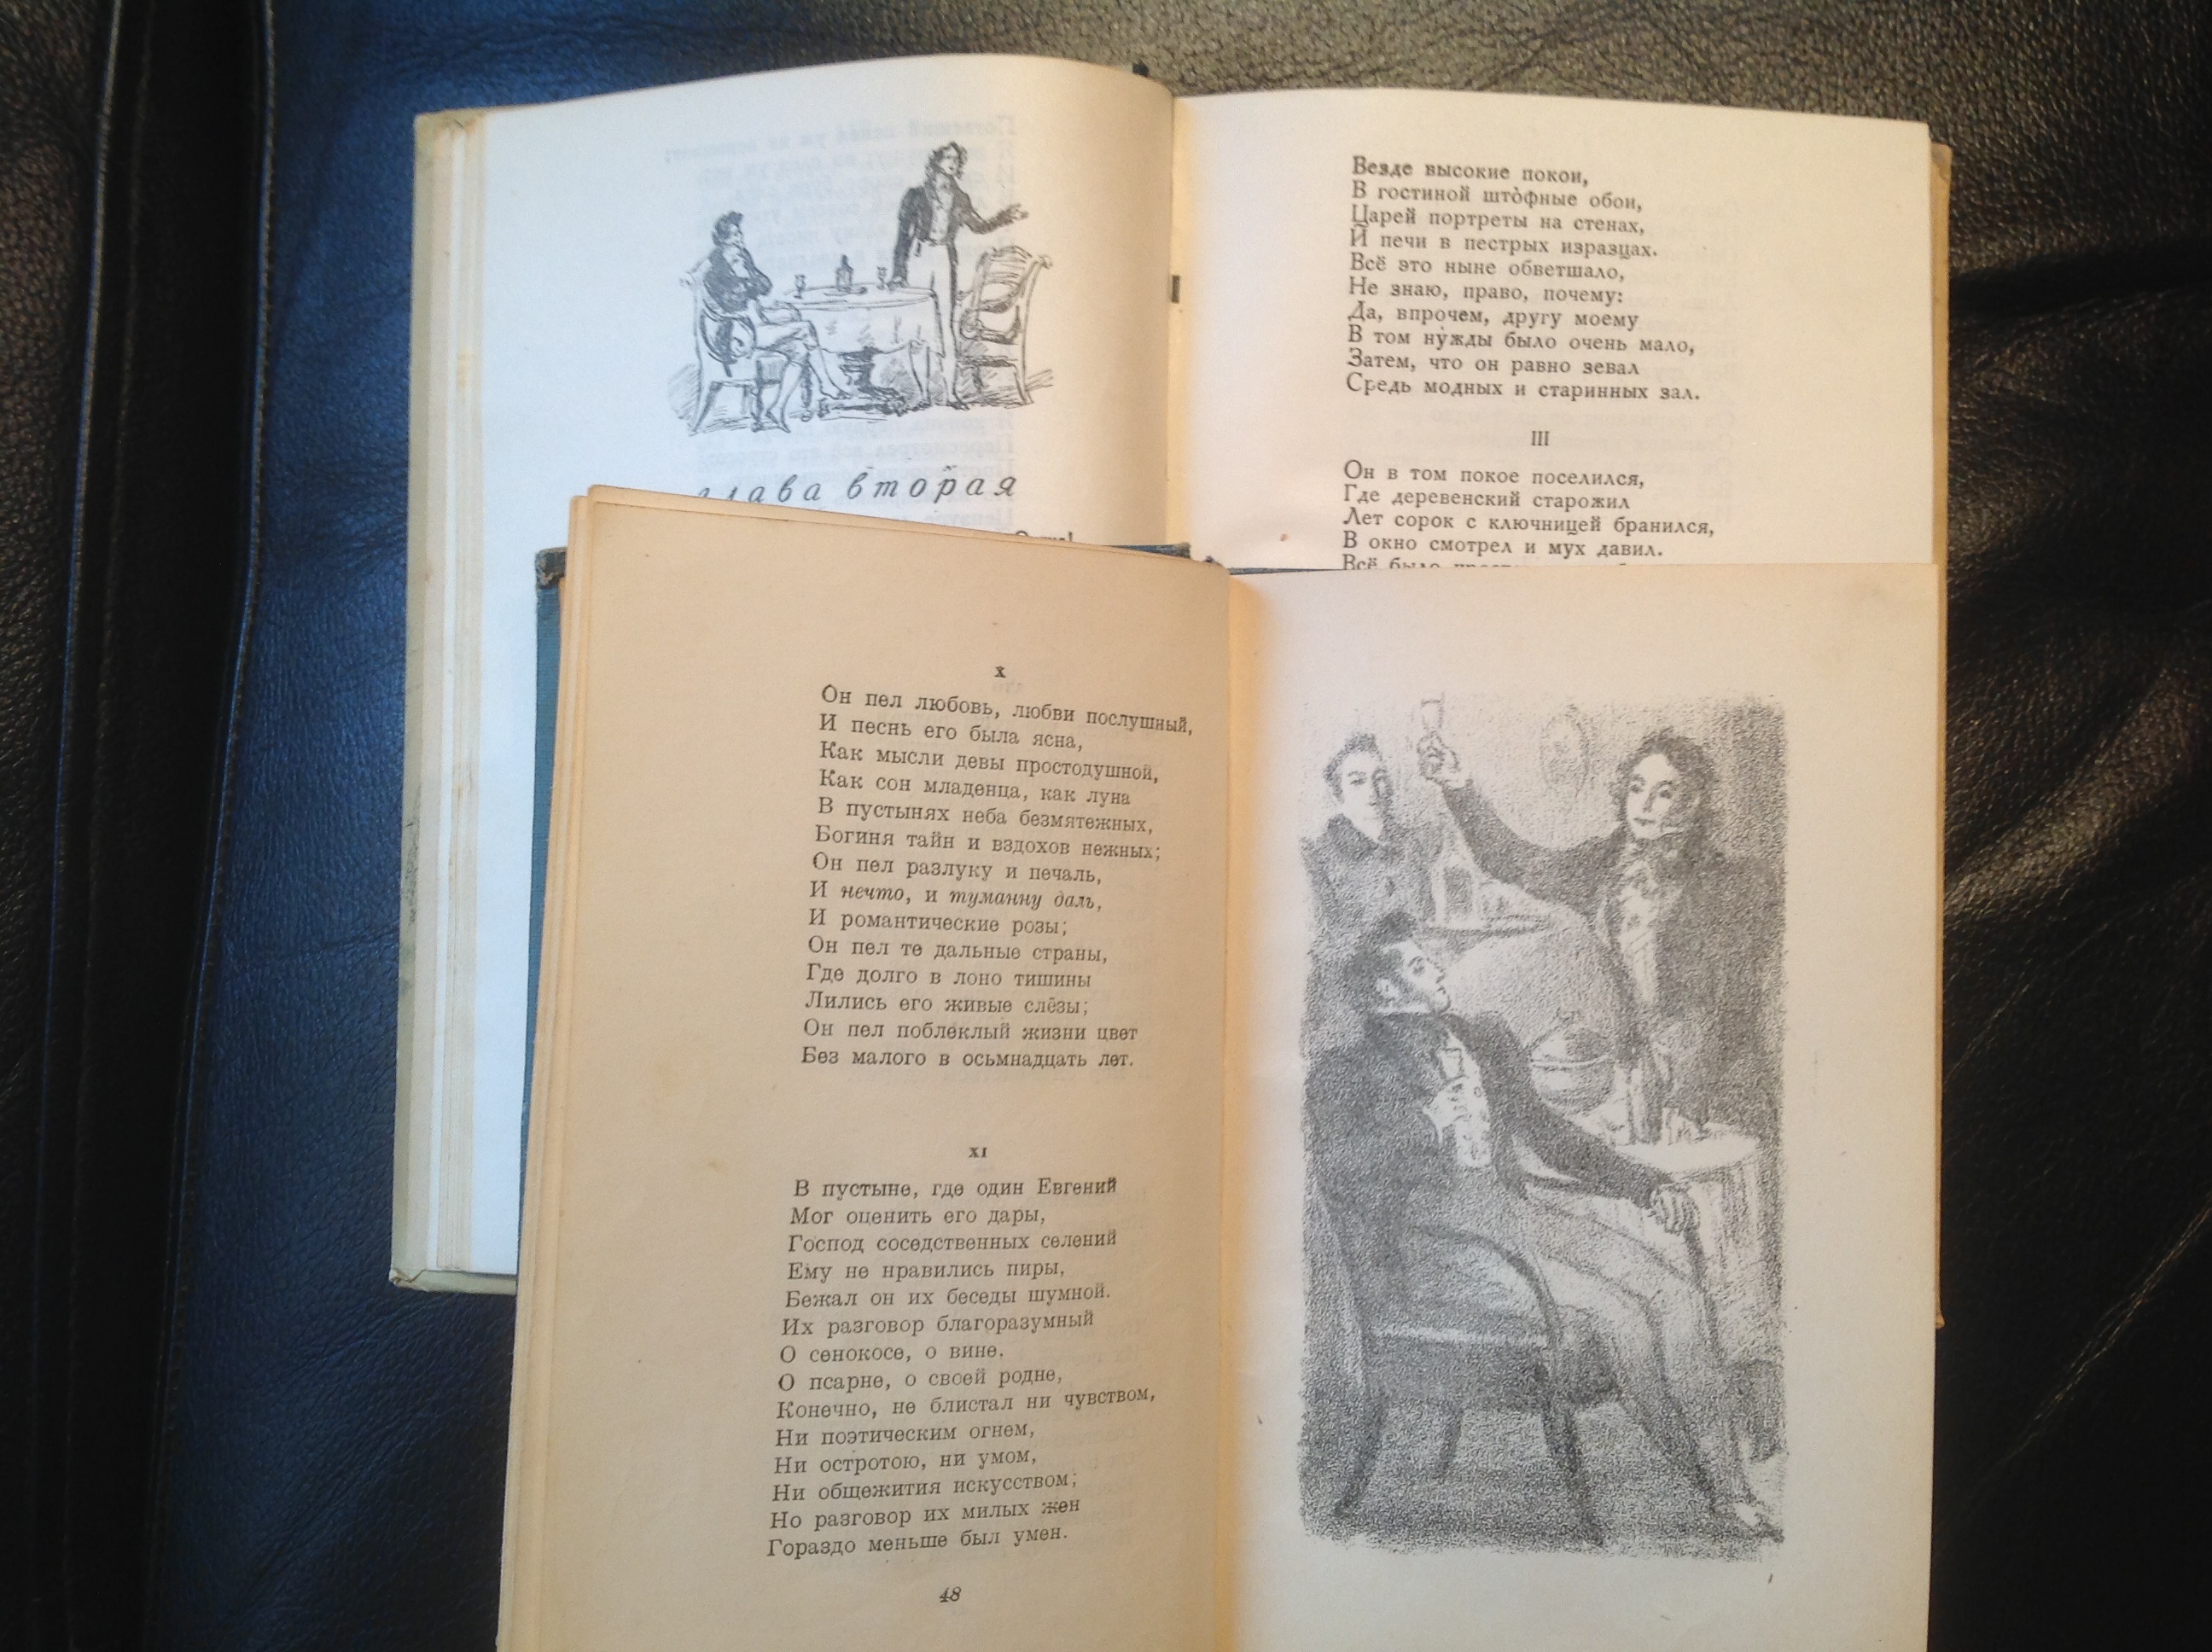 глава вторая
Везде высокие покои,
В гостиной што̀фные обои,
Царей портреты на стенах,
И печи в пестрых изразцах.
Всё это ныне обветшало,
Не знаю, право, почему:
Да, впрочем, другу моему
В том ну́жды было очень мало,
Затем, что он равно зевал
Средь модных и старинных зал.
III
Он в том покое поселился,
Где деревенский старожил
Лет сорок с ключницей бранился,
В окно смотрел и мух давил.
Всё было
X
Он пел любовь, любви послушный,
И песнь его была ясна,
Как мысли девы простодушной,
Как сон младенца, как луна
В пустынях неба безмятежных,
Богиня тайн и вздохов нежных;
Он пел разлуку и печаль,
И нечто, и туманну даль,
И романтические розы;
Он пел те дальные страны,
Где долго в лоно тишины
Лились его живые слёзы;
Он пел поблеклый жизни цвет
Без малого в осьмнадцать лет.
XI
В пустыне, где один Евгений
Мог оценить его дары,
Господ соседственных селений
Ему не нравились пиры,
Бежал он их беседы шумной.
Их разговор благоразумный
О сенокосе, о вине,
О псарне, о своей родне,
Конечно, не блистал ни чувством,
Ни поэтическим огнем,
Ни остротою, ни умом,
Ни общежития искусством;
Но разговор их милых жен
Гораздо меньше был умен.
48